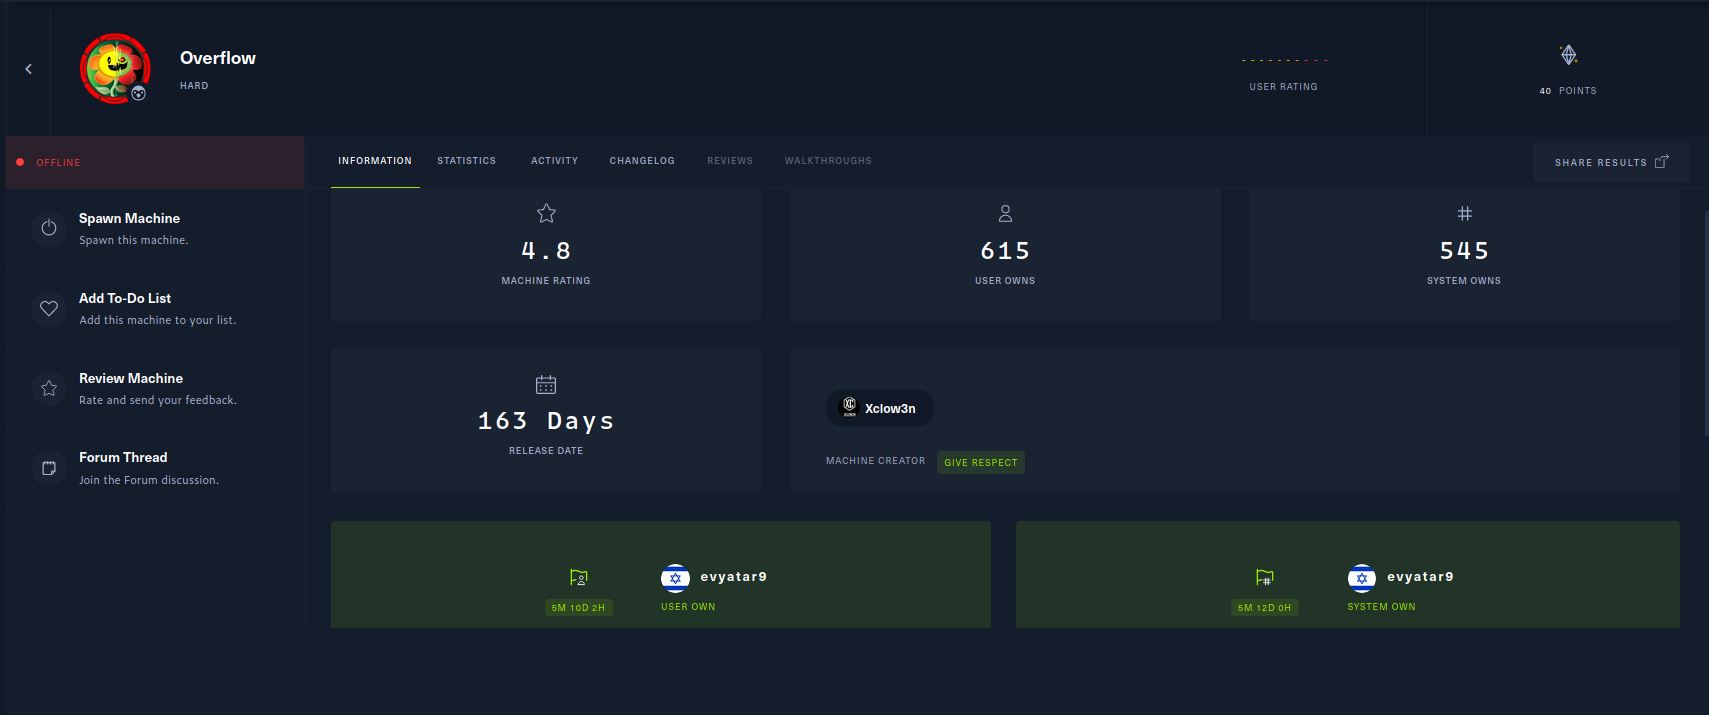 Overflow
HARD
USER RATING
40 POINTS
OFFLINE
INFORMATION STATISTICS ACTIVITY CHANGELOG REVIEWS WALKTHROUGHS
SHARE RESULTS
Spawn Machine
Spawn this machine.
Add To-Do List
Add this machine to your list.
Review Machine
Rate and send your feedback.
Forum Thread
Join the Forum discussion.
4.8
MACHINE RATING
615
USER OWNS
545
SYSTEM OWNS
163 Days
RELEASE DATE
Xclow3n
MACHINE CREATOR GIVE RESPECT
evyatar9
5M 10D 2H USER OWN
evyatar9
5M 12D 0H SYSTEM OWN